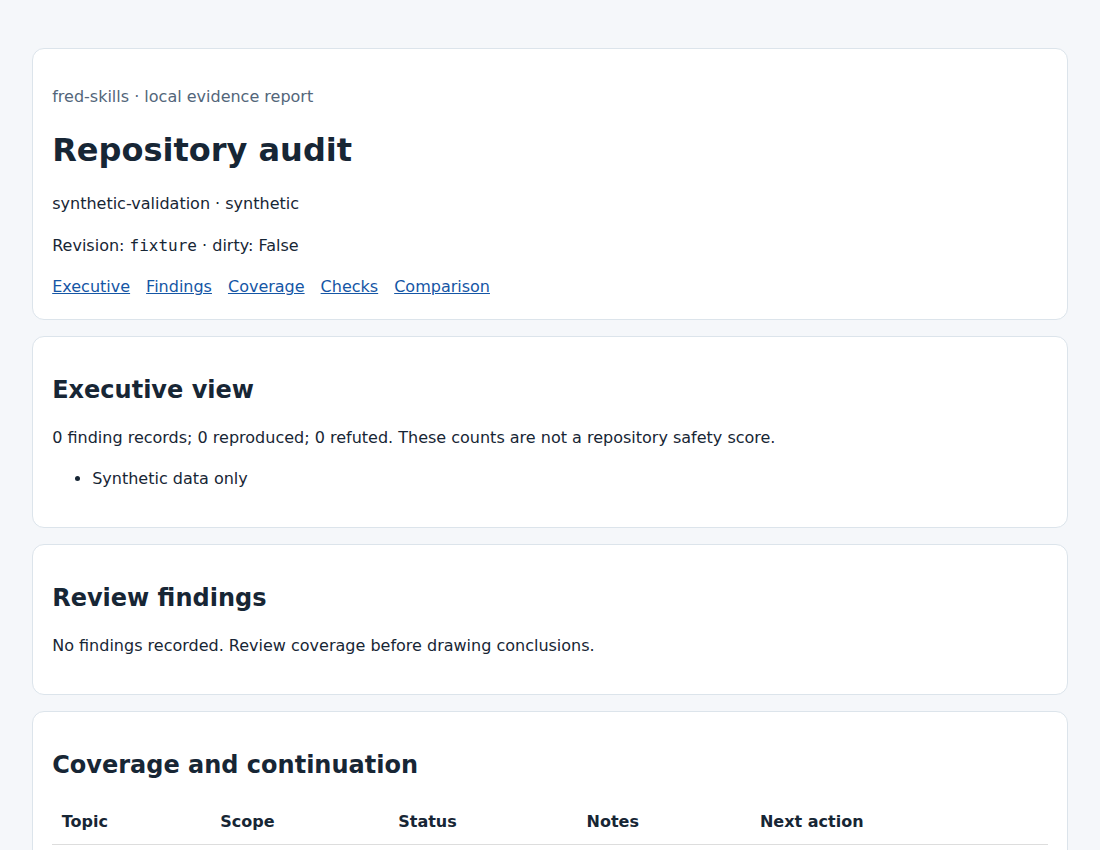 fred-skills · local evidence report
Repository audit
synthetic-validation · synthetic
Revision: fixture · dirty: False
Executive Findings Coverage Checks Comparison
Executive view
0 finding records; 0 reproduced; 0 refuted. These counts are not a repository safety score.
• Synthetic data only
Review findings
No findings recorded. Review coverage before drawing conclusions.
Coverage and continuation
Topic Scope Status Notes Next action